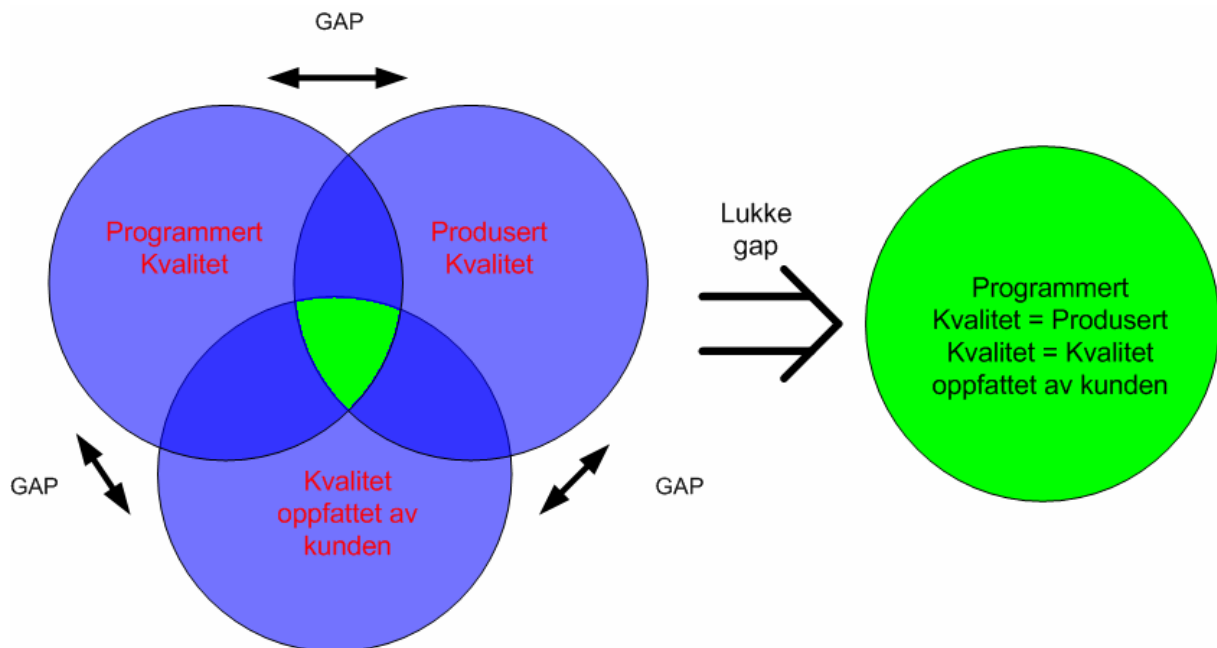 GAP
Programmert
Kvalitet
Produsert
Kvalitet
Lukke
gap
Programmert
Kvalitet = Produsert
Kvalitet = Kvalitet
oppfattet av kunden
GAP
Kvalitet
oppfattet av
kunden
GAP